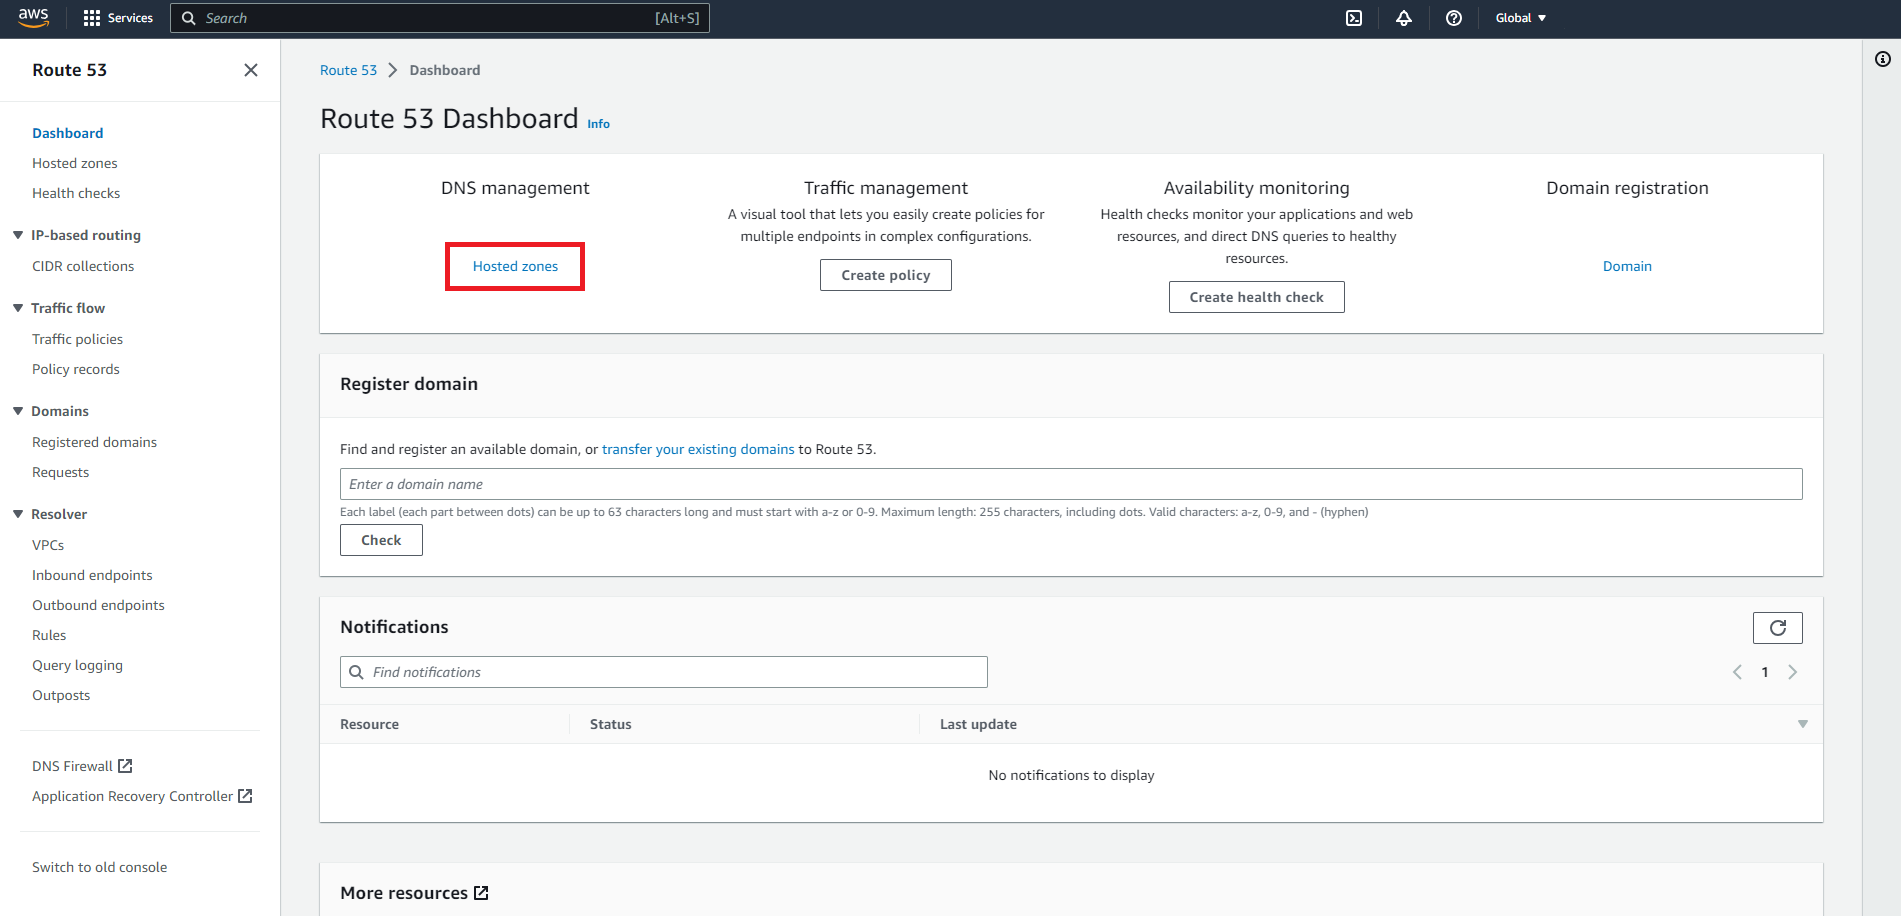 aws
Services
Search
[Alt+S]
Global
Route 53
Dashboard
Hosted zones
Health checks
IP-based routing
CIDR collections
Traffic flow
Traffic policies
Policy records
Domains
Registered domains
Requests
Resolver
VPCs
Inbound endpoints
Outbound endpoints
Rules
Query logging
Outposts
DNS Firewall
Application Recovery Controller
Switch to old console
Route 53 > Dashboard
Route 53 Dashboard Info
DNS management
Hosted zones
Traffic management
A visual tool that lets you easily create policies for
multiple endpoints in complex configurations.
Create policy
Availability monitoring
Health checks monitor your applications and web
resources, and direct DNS queries to healthy
resources.
Create health check
Domain registration
Domain
Register domain
Find and register an available domain, or transfer your existing domains to Route 53.
Enter a domain name
Each label (each part between dots) can be up to 63 characters long and must start with a-z or 0-9. Maximum length: 255 characters, including dots. Valid characters: a-z, 0-9, and - (hyphen)
Check
Notifications
Find notifications
1
Resource
Status
Last update
No notifications to display
More resources